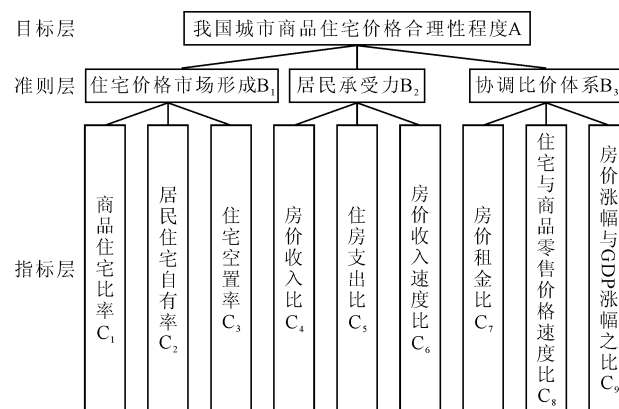 目标层
我国城市商品住宅价格合理性程度A
准则层
住宅价格市场形成B₁
居民承受力B₂
协调比价体系B₃
指标层
商品住宅比率C₁
居民住宅自有率C₂
住宅空置率C₃
房价收入比C₄
住房支出比C₅
房价收入速度比C₆
房价租金比C₇
住宅与商品零售价格速度比C₈
房价涨幅与GDP涨幅之比C₉